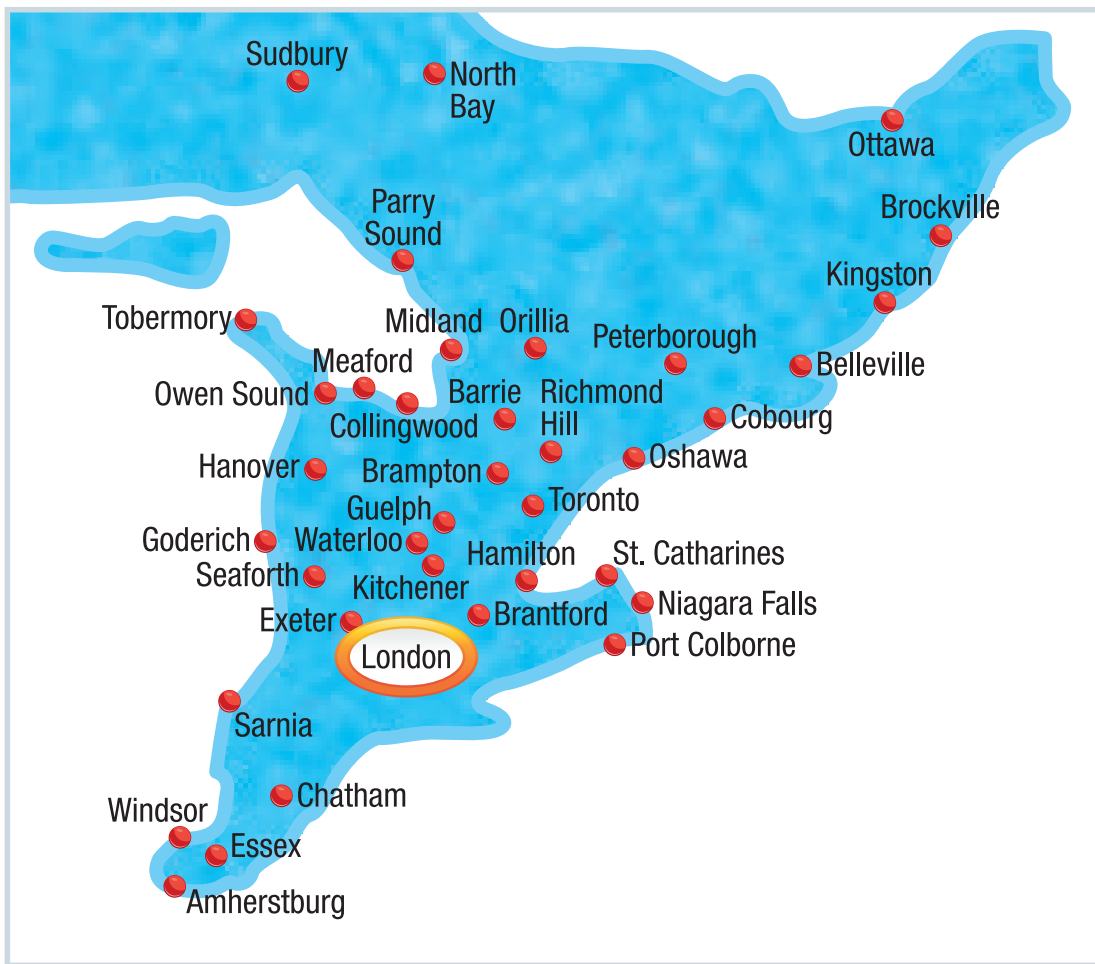 Sudbury
North
Bay
Ottawa
Parry
Sound
Brockville
Kingston
Tobermory
Midland
Orillia
Peterborough
Meaford
Belleville
Owen Sound
Barrie
Richmond
Hill
Collingwood
Cobourg
Hanover
Brampton
Oshawa
Guelph
Toronto
Goderich
Waterloo
Hamilton
St. Catharines
Seaforth
Kitchener
Niagara Falls
Exeter
Brantford
Port Colborne
London
Sarnia
Chatham
Windsor
Essex
Amherstburg